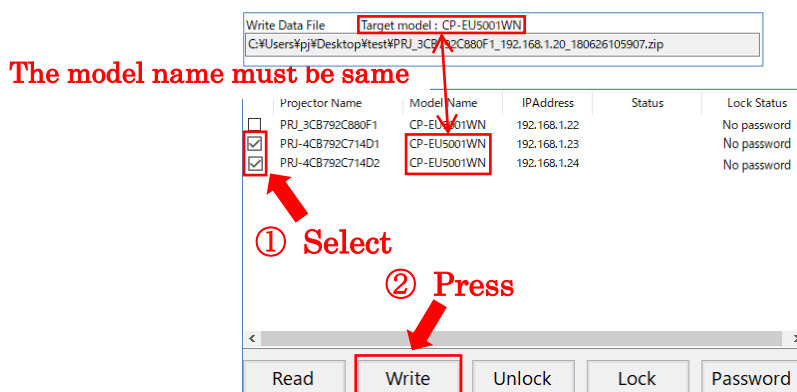 Write Data File Target model : CP-EU5001WN
C:¥Users¥pj¥Desktop¥test¥PRJ_3CB792C880F1_192.168.1.20_180626105907.zip
The model name must be same
Projector Name Model Name IPAddress Status Lock Status
PRJ_3CB792C880F1 CP-EU5001WN 192.168.1.22 No password
PRJ-4CB792C714D1 CP-EU5001WN 192.168.1.23 No password
PRJ-4CB792C714D2 CP-EU5001WN 192.168.1.24 No password
① Select
② Press
Read Write Unlock Lock Password